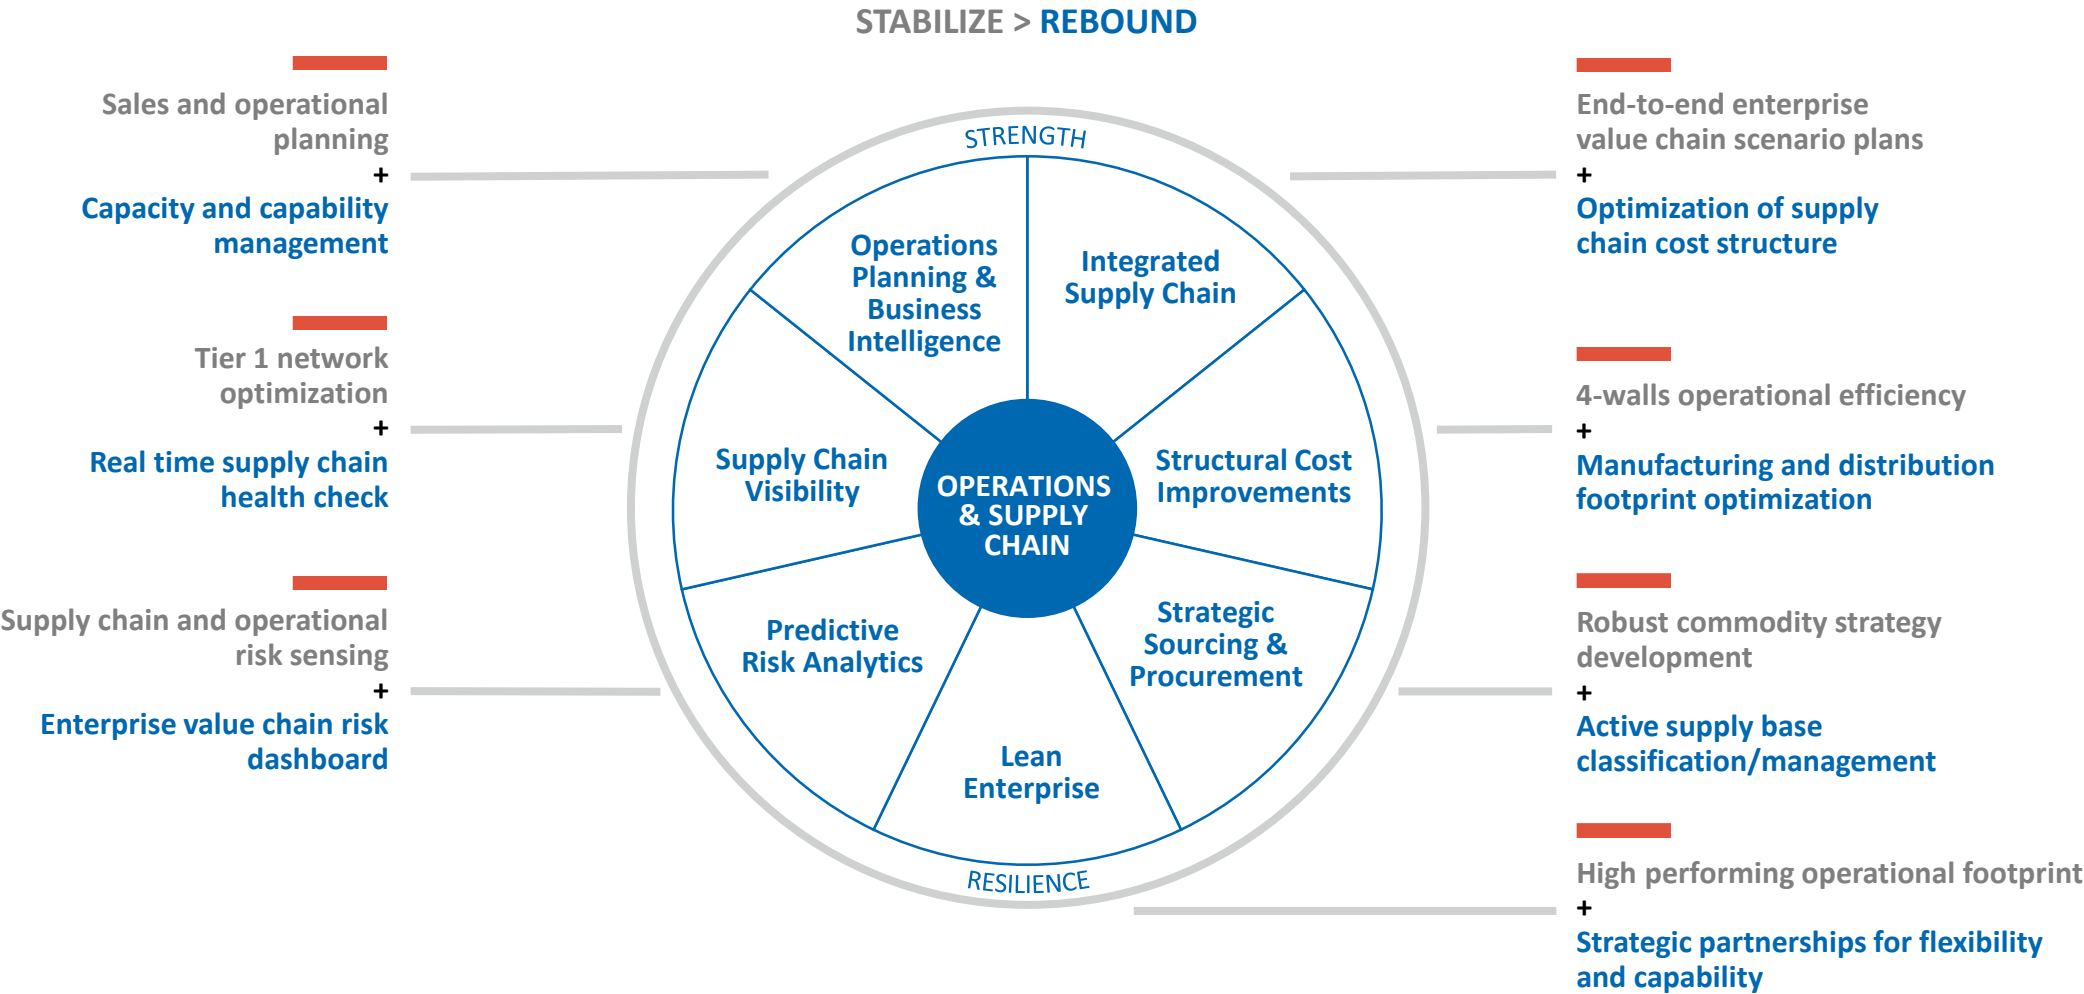 STABILIZE > REBOUND
Sales and operational
planning
+
Capacity and capability
management
Tier 1 network
optimization
+
Real time supply chain
health check
Supply chain and operational
risk sensing
+
Enterprise value chain risk
dashboard
STRENGTH
Operations
Planning &
Business
Intelligence
Integrated
Supply Chain
Supply Chain
Visibility
OPERATIONS
& SUPPLY
CHAIN
Structural Cost
Improvements
Predictive
Risk Analytics
Strategic
Sourcing &
Procurement
Lean
Enterprise
RESILIENCE
End-to-end enterprise
value chain scenario plans
+
Optimization of supply
chain cost structure
4-walls operational efficiency
+
Manufacturing and distribution
footprint optimization
Robust commodity strategy
development
+
Active supply base
classification/management
High performing operational footprint
+
Strategic partnerships for flexibility
and capability